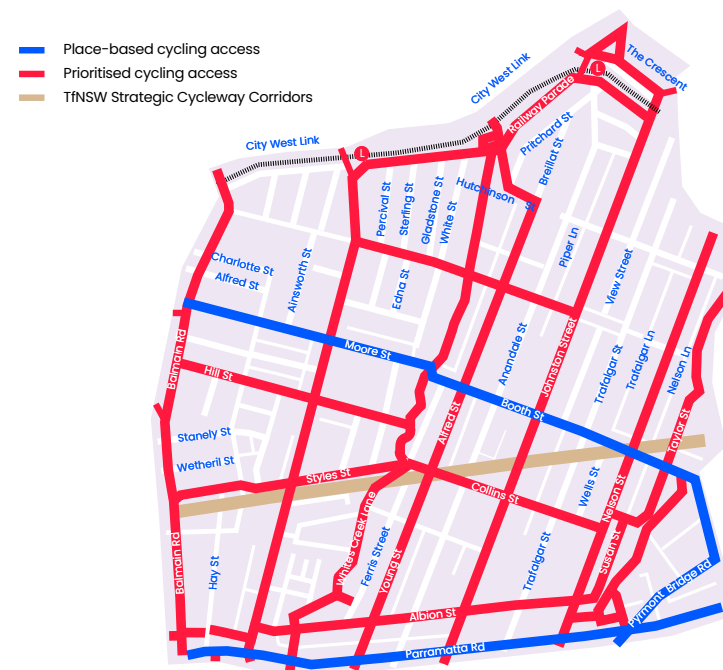 Place-based cycling access
Prioritised cycling access
TfNSW Strategic Cycleway Corridors
The Crescent
City West Link
L
Railway Parade
Pritchard St
City West Link
L
Breillat St
Hutchinson St
Percival St
Sterling St
Gladstone St
White St
Piper Ln
View Street
Charlotte St
Alfred St
Ainsworth St
Edna St
Balmain Rd
Moore St
Annandale St
Johnston Street
Trafalgar St
Trafalgar Ln
Nelson Ln
Hill St
Booth St
Alfred St
Taylor St
Stanely St
Wetheril St
Styles St
Collins St
Wells St
Nelson St
Balmain Rd
Hay St
Whites Creek Lane
Ferris Street
Young St
Trafalgar St
Susan St
Pyrmont Bridge Rd
Albion St
Parramatta Rd